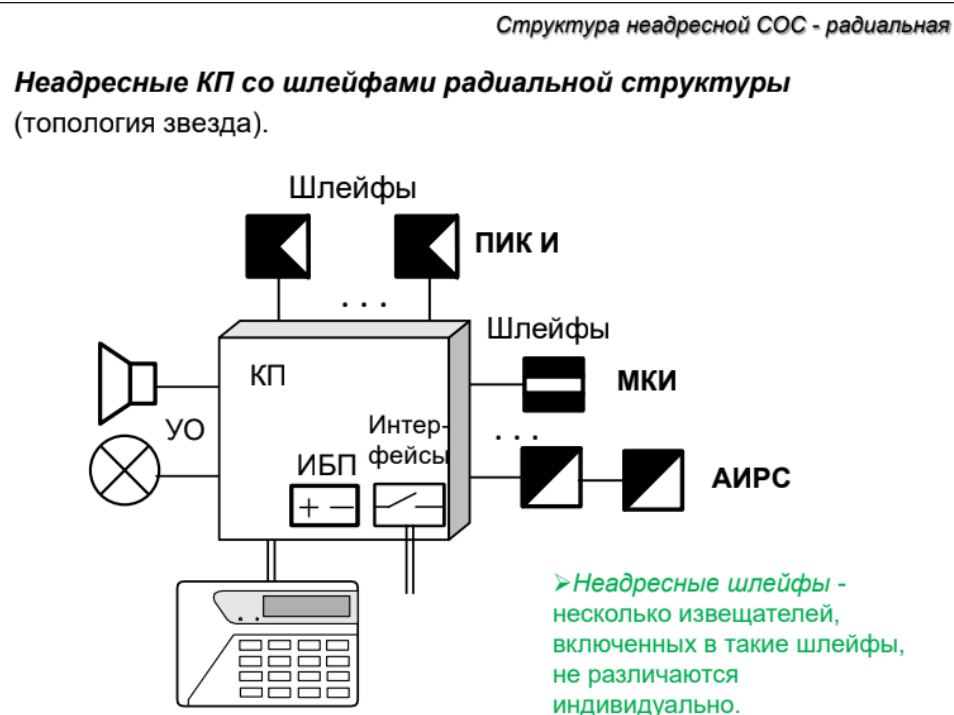 Структура неадресной СОС - радиальная
Неадресные КП со шлейфами радиальной структуры
(топология звезда).
Шлейфы
ПИК И
. . .
Шлейфы
КП
МКИ
УО
Интер-
фейсы
. . .
ИБП
АИРС
+ –
➢Неадресные шлейфы -
несколько извещателей,
включенных в такие шлейфы,
не различаются
индивидуально.